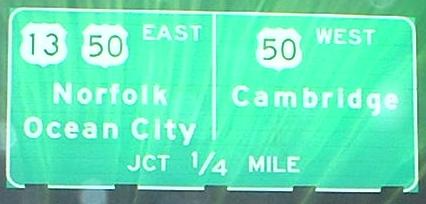 13 50 EAST
Norfolk
Ocean City
50 WEST
Cambridge
JCT 1/4 MILE